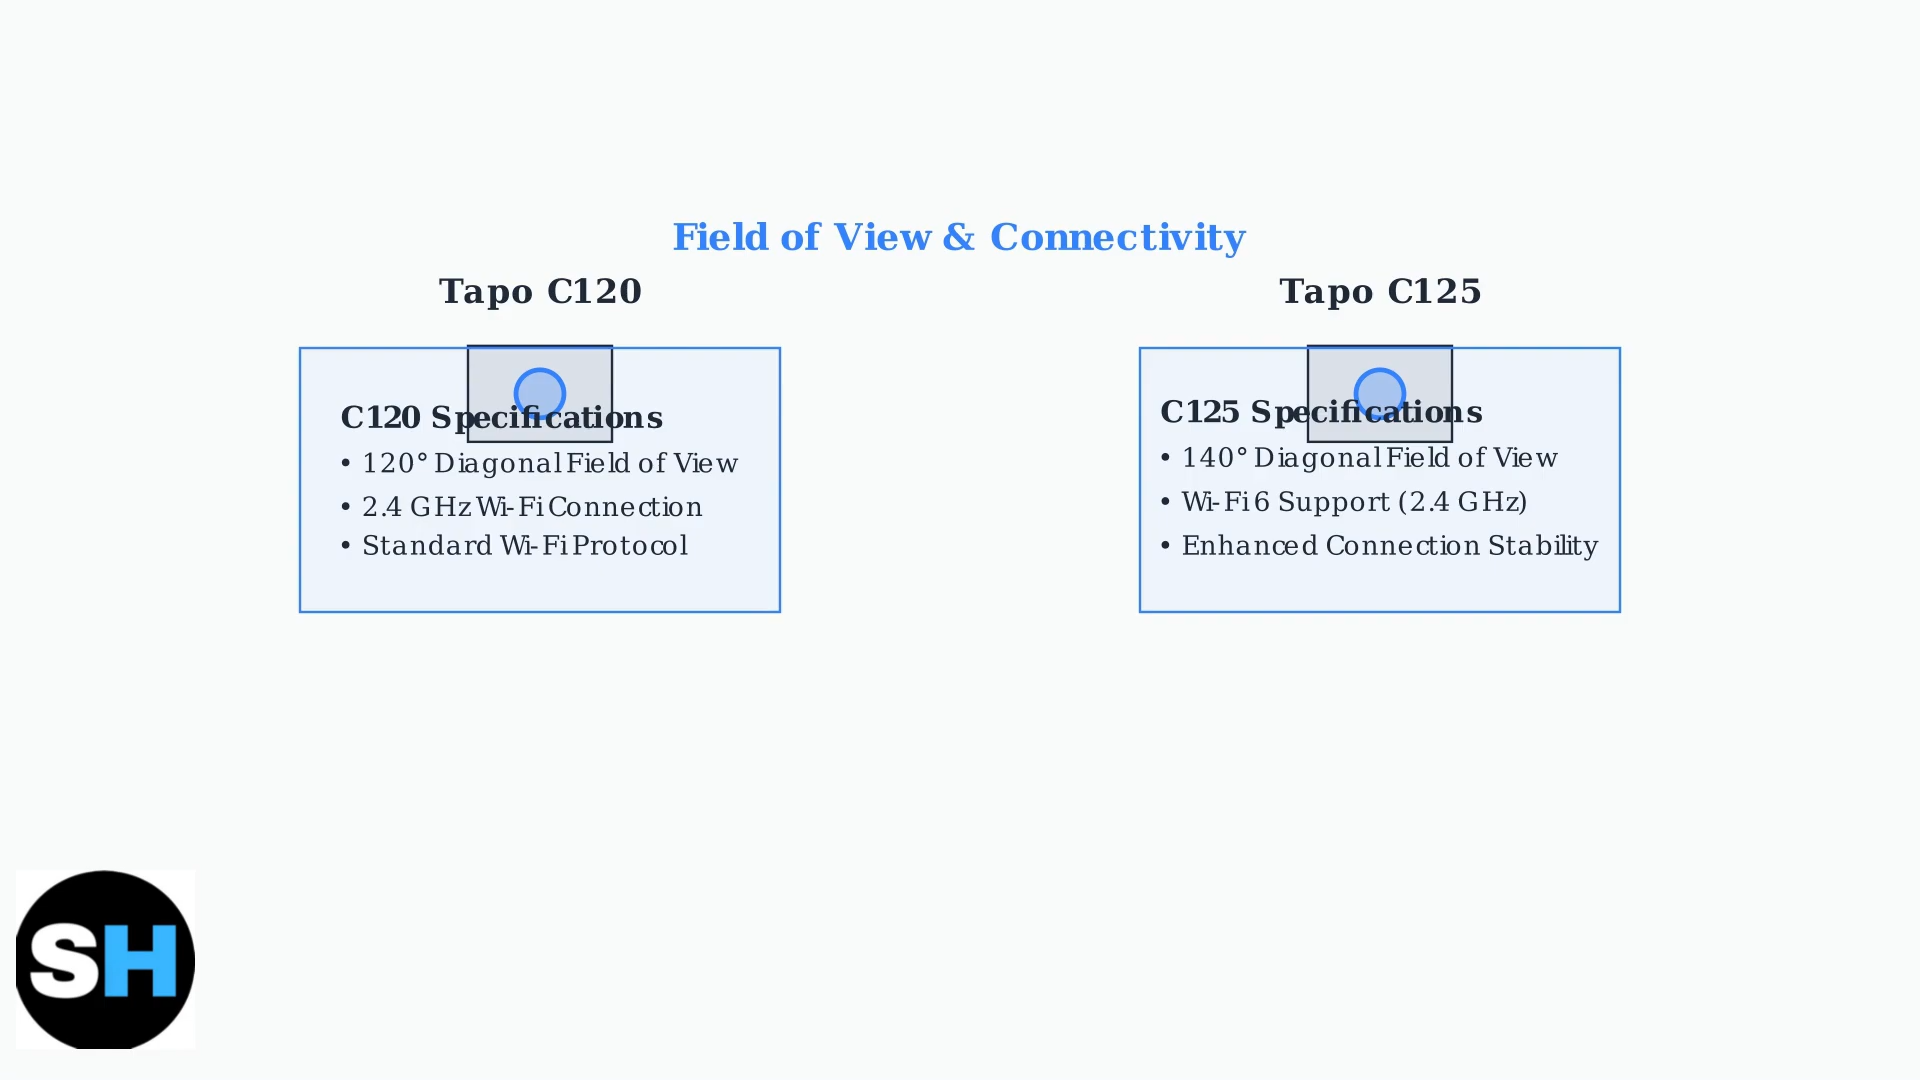 Field of View & Connectivity
Tapo C120
C120 Specifications
• 120° Diagonal Field of View
• 2.4 GHz Wi-Fi Connection
• Standard Wi-Fi Protocol
Tapo C125
C125 Specifications
• 140° Diagonal Field of View
• Wi-Fi 6 Support (2.4 GHz)
• Enhanced Connection Stability
SH